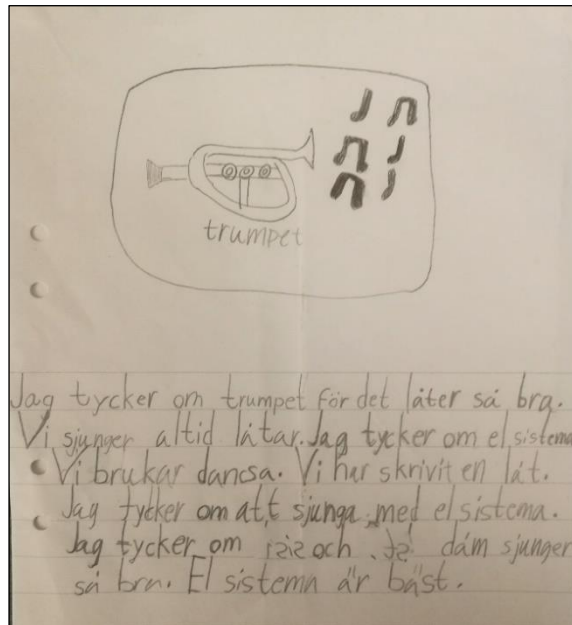 trumpet
Jag tycker om trumpet för det låter så bra.
Vi sjunger altid låtar. Jag tycker om el sistema
Vi brukar dancsa. Vi har skrivit en låt.
Jag tycker om att sjunga med el sistema.
Jag tycker om och dåm sjunger
så bra. El sistema är bäst.